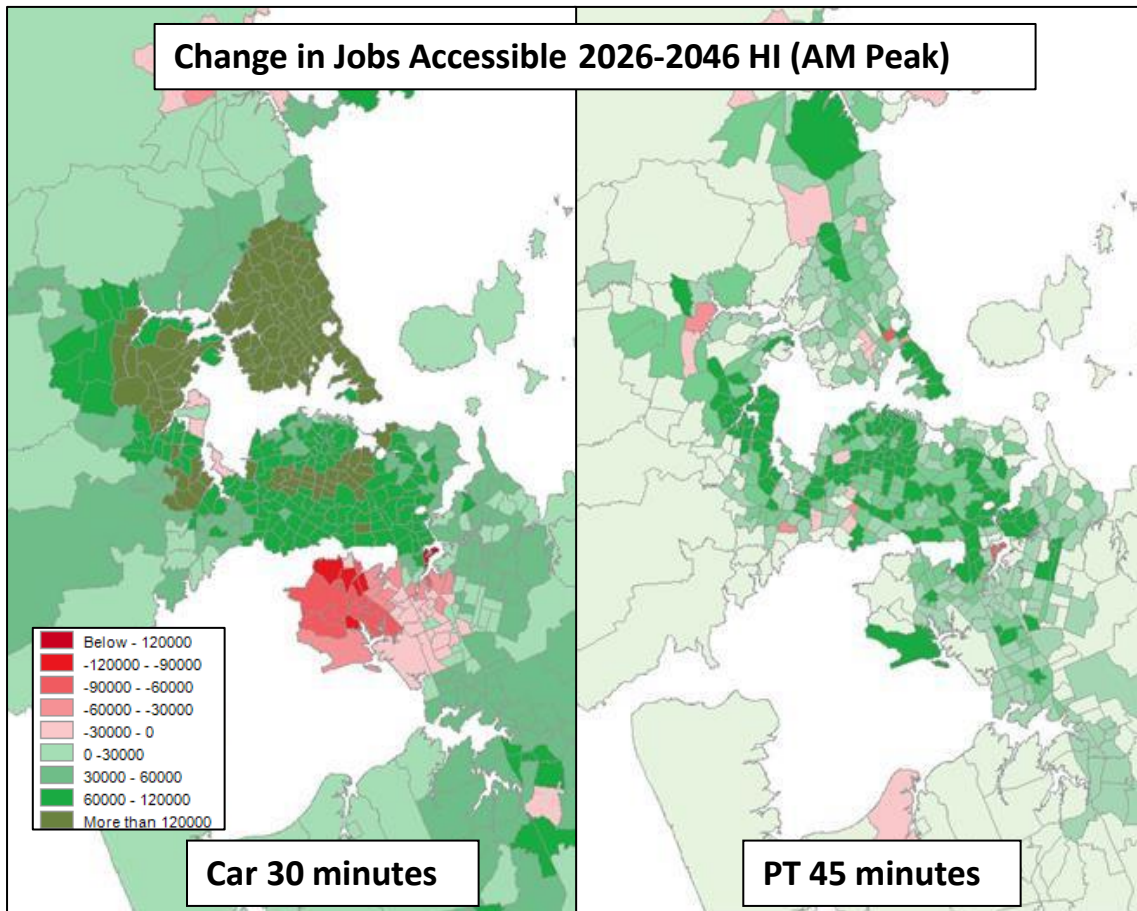 Change in Jobs Accessible 2026-2046 HI (AM Peak)
Below - 120000
-120000 - -90000
-90000 - -60000
-60000 - -30000
-30000 - 0
0 -30000
30000 - 60000
60000 - 120000
More than 120000
Car 30 minutes
PT 45 minutes